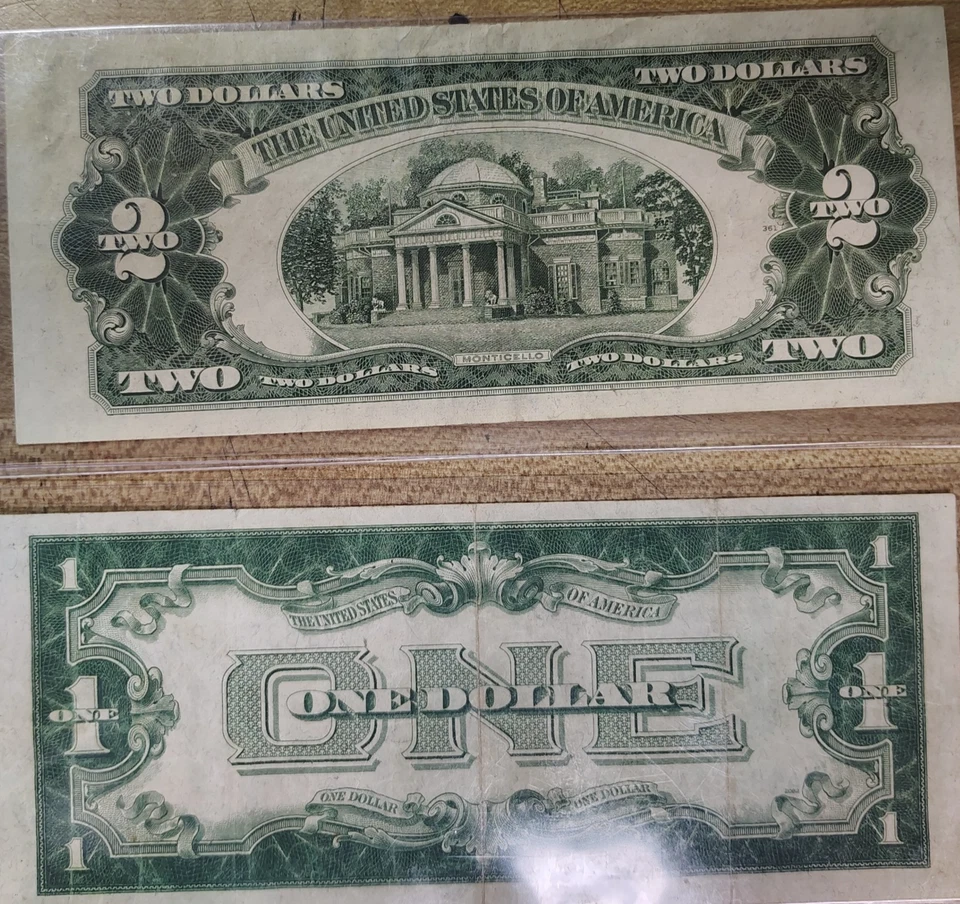 TWO DOLLARS
TWO DOLLARS
THE UNITED STATES OF AMERICA
2
TWO
2
TWO
361
MONTICELLO
TWO
TWO DOLLARS
TWO DOLLARS
TWO
1
1
THE UNITED STATES
OF AMERICA
ONE
1
ONE
ONE DOLLAR
1
ONE
ONE DOLLAR
ONE DOLLAR
1
1